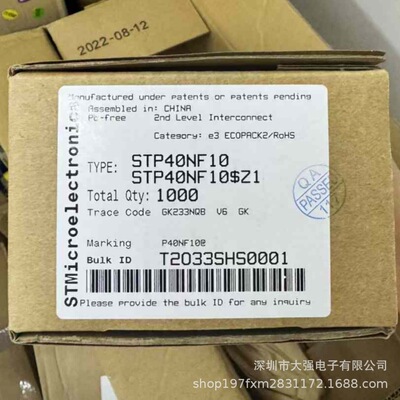 2022-08-12
Manufactured under patents or patents pending
Assembled in: CHINA
Pb-free 2nd Level Interconnect
Category: e3 ECOPACK2/RoHS
TYPE: STP40NF10
STP40NF10$Z1
Total Qty: 1000
Trace Code GK233NQB V6 GK
Marking P40NF10@
Bulk ID T2033SHS0001
Please provide the bulk ID for any inquiry
STMicroelectronics
QA
PASSED
深圳市大强电子有限公司
shop197fxm2831172.1688.com